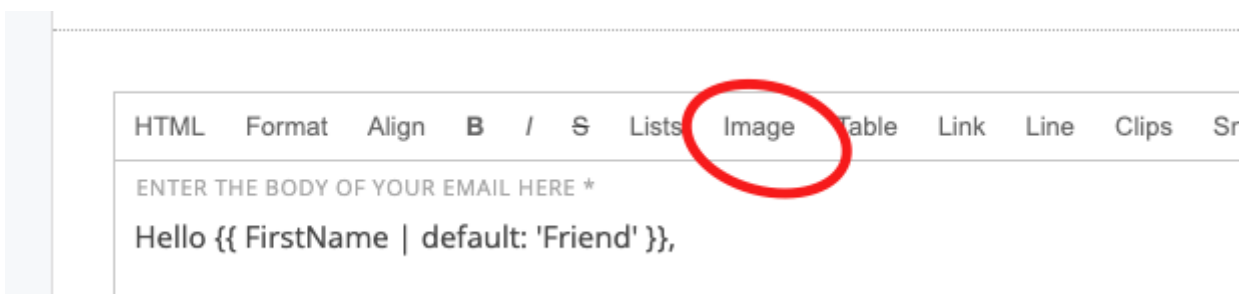 HTML Format Align B I S Lists Image Table Link Line Clips
ENTER THE BODY OF YOUR EMAIL HERE *
Hello {{ FirstName | default: 'Friend' }},